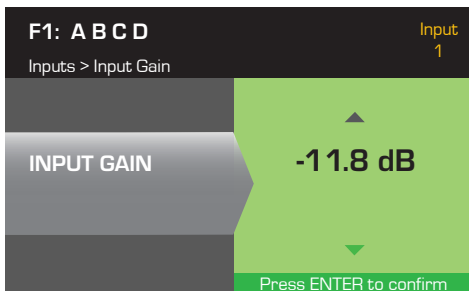 F1: A B C D
Input
1
Inputs > Input Gain
INPUT GAIN
-11.8 dB
Press ENTER to confirm